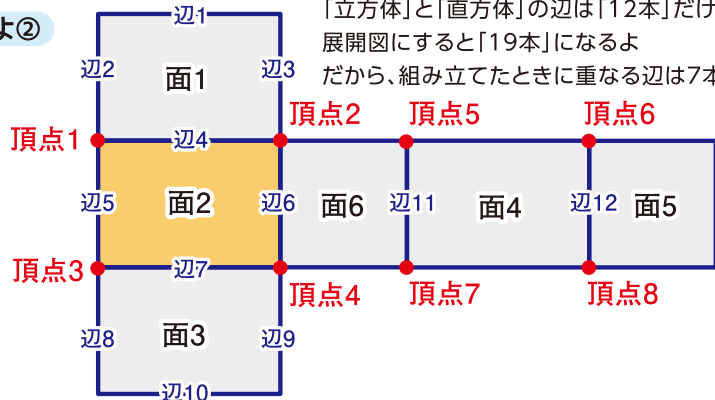 よ②
「立方体」と「直方体」の辺は「12本」だけ
展開図にすると「19本」になるよ
だから、組み立てたときに重なる辺は7本
辺1
辺2
面1
辺3
頂点1
辺4
頂点2
頂点5
頂点6
辺5
面2
辺6
面6
辺11
面4
辺12
面5
頂点3
辺7
頂点4
頂点7
頂点8
辺8
面3
辺9
辺10